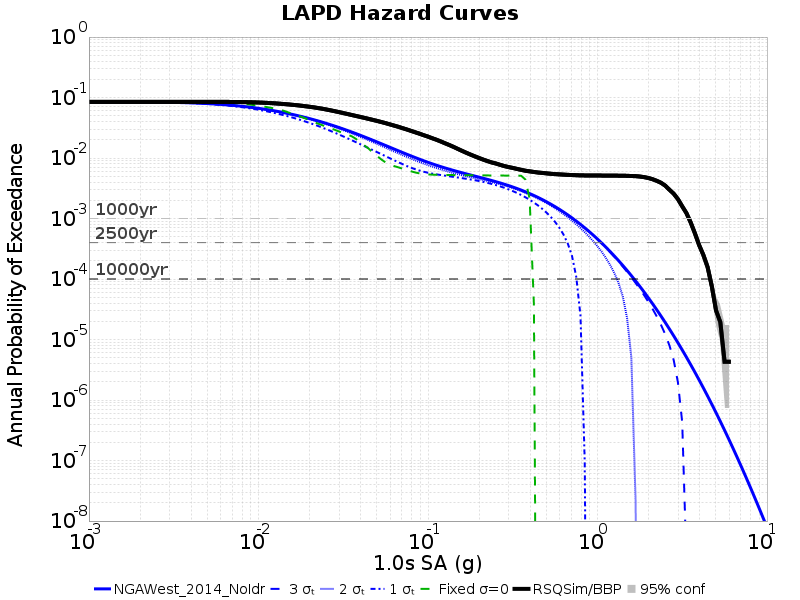 LAPD Hazard Curves
Annual Probability of Exceedance
10^0
10^-1
10^-2
10^-3
10^-4
10^-5
10^-6
10^-7
10^-8
1000yr
2500yr
10000yr
10^-3 10^-2 10^-1 10^0 10^1
1.0s SA (g)
NGAWest_2014_NoIdr 3 σₜ 2 σₜ 1 σₜ Fixed σ=0 RSQSim/BBP 95% conf